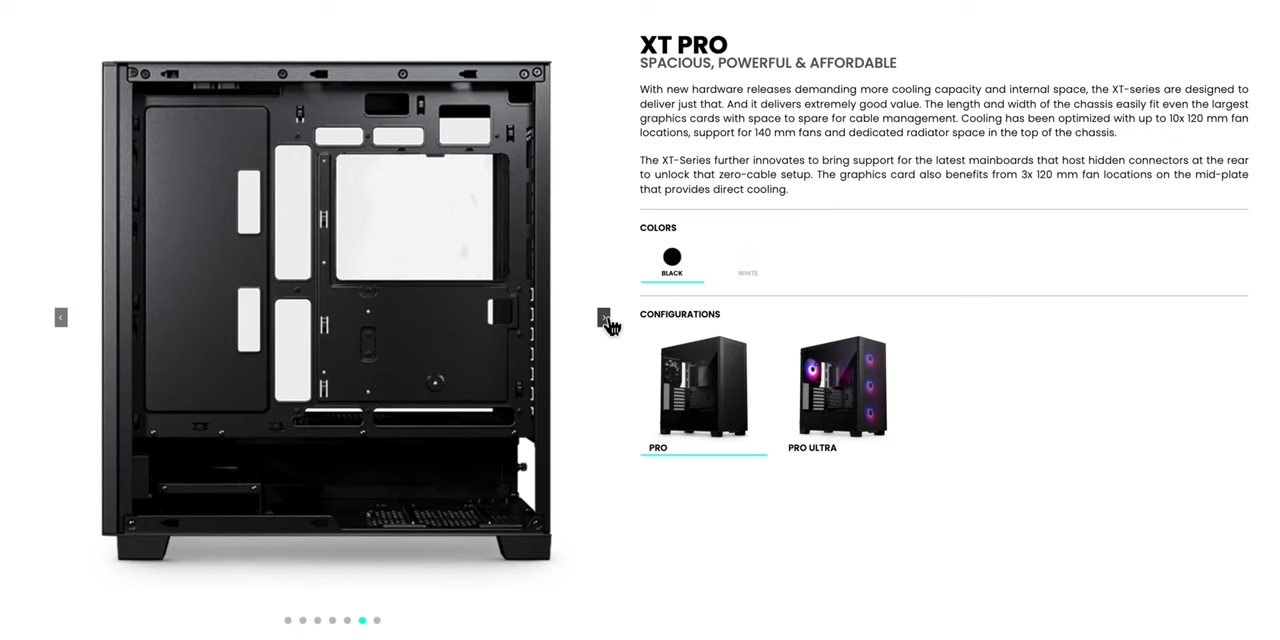 XT PRO
SPACIOUS, POWERFUL & AFFORDABLE
With new hardware releases demanding more cooling capacity and internal space, the XT-series are designed to
deliver just that. And it delivers extremely good value. The length and width of the chassis easily fit even the largest
graphics cards with space to spare for cable management. Cooling has been optimized with up to 10x 120 mm fan
locations, support for 140 mm fans and dedicated radiator space in the top of the chassis.
The XT-Series further innovates to bring support for the latest mainboards that host hidden connectors at the rear
to unlock that zero-cable setup. The graphics card also benefits from 3x 120 mm fan locations on the mid-plate
that provides direct cooling.
COLORS
BLACK WHITE
CONFIGURATIONS
PRO PRO ULTRA